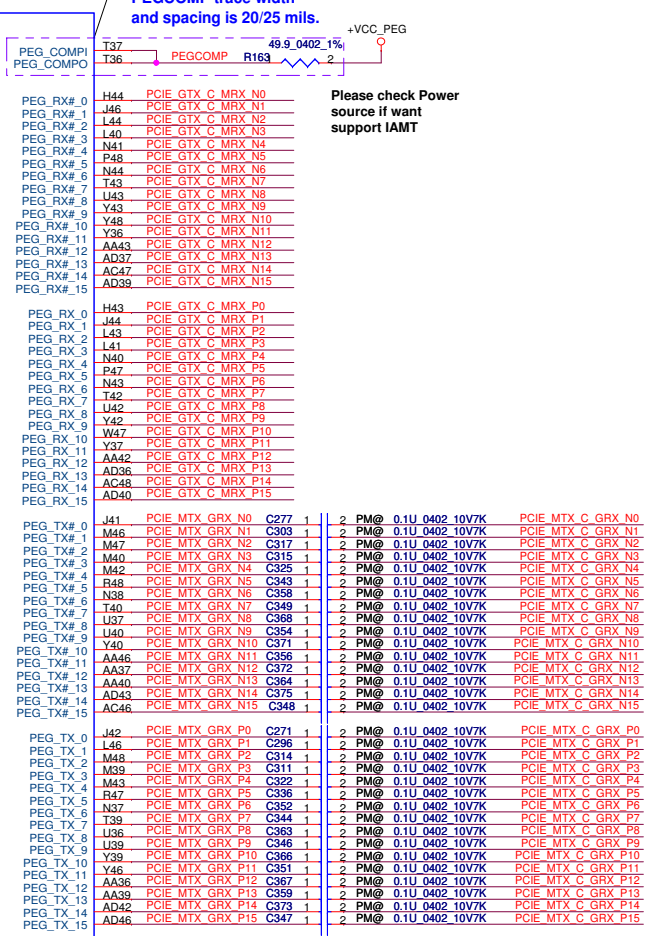 PEGCOMP trace width
and spacing is 20/25 mils.
+VCC_PEG
PEG_COMPI T37 49.9_0402_1%
PEG_COMPO T36 PEGCOMP R163 2
Please check Power
source if want
support IAMT
PEG_RX#_0 H44 PCIE_GTX_C_MRX_N0
PEG_RX#_1 J46 PCIE_GTX_C_MRX_N1
PEG_RX#_2 L44 PCIE_GTX_C_MRX_N2
PEG_RX#_3 L40 PCIE_GTX_C_MRX_N3
PEG_RX#_4 N41 PCIE_GTX_C_MRX_N4
PEG_RX#_5 P48 PCIE_GTX_C_MRX_N5
PEG_RX#_6 N44 PCIE_GTX_C_MRX_N6
PEG_RX#_7 T43 PCIE_GTX_C_MRX_N7
PEG_RX#_8 U43 PCIE_GTX_C_MRX_N8
PEG_RX#_9 Y43 PCIE_GTX_C_MRX_N9
PEG_RX#_10 Y48 PCIE_GTX_C_MRX_N10
PEG_RX#_11 Y36 PCIE_GTX_C_MRX_N11
PEG_RX#_12 AA43 PCIE_GTX_C_MRX_N12
PEG_RX#_13 AD37 PCIE_GTX_C_MRX_N13
PEG_RX#_14 AC47 PCIE_GTX_C_MRX_N14
PEG_RX#_15 AD39 PCIE_GTX_C_MRX_N15
PEG_RX_0 H43 PCIE_GTX_C_MRX_P0
PEG_RX_1 J44 PCIE_GTX_C_MRX_P1
PEG_RX_2 L43 PCIE_GTX_C_MRX_P2
PEG_RX_3 L41 PCIE_GTX_C_MRX_P3
PEG_RX_4 N40 PCIE_GTX_C_MRX_P4
PEG_RX_5 P47 PCIE_GTX_C_MRX_P5
PEG_RX_6 N43 PCIE_GTX_C_MRX_P6
PEG_RX_7 T42 PCIE_GTX_C_MRX_P7
PEG_RX_8 U42 PCIE_GTX_C_MRX_P8
PEG_RX_9 Y42 PCIE_GTX_C_MRX_P9
PEG_RX_10 W47 PCIE_GTX_C_MRX_P10
PEG_RX_11 Y37 PCIE_GTX_C_MRX_P11
PEG_RX_12 AA42 PCIE_GTX_C_MRX_P12
PEG_RX_13 AD36 PCIE_GTX_C_MRX_P13
PEG_RX_14 AC48 PCIE_GTX_C_MRX_P14
PEG_RX_15 AD40 PCIE_GTX_C_MRX_P15
PEG_TX#_0 J41 PCIE_MTX_GRX_N0 C277 1 2 PM@ 0.1U_0402_10V7K PCIE_MTX_C_GRX_N0
PEG_TX#_1 M46 PCIE_MTX_GRX_N1 C303 1 2 PM@ 0.1U_0402_10V7K PCIE_MTX_C_GRX_N1
PEG_TX#_2 M47 PCIE_MTX_GRX_N2 C317 1 2 PM@ 0.1U_0402_10V7K PCIE_MTX_C_GRX_N2
PEG_TX#_3 M40 PCIE_MTX_GRX_N3 C315 1 2 PM@ 0.1U_0402_10V7K PCIE_MTX_C_GRX_N3
PEG_TX#_4 M42 PCIE_MTX_GRX_N4 C325 1 2 PM@ 0.1U_0402_10V7K PCIE_MTX_C_GRX_N4
PEG_TX#_5 R48 PCIE_MTX_GRX_N5 C343 1 2 PM@ 0.1U_0402_10V7K PCIE_MTX_C_GRX_N5
PEG_TX#_6 N38 PCIE_MTX_GRX_N6 C358 1 2 PM@ 0.1U_0402_10V7K PCIE_MTX_C_GRX_N6
PEG_TX#_7 T40 PCIE_MTX_GRX_N7 C349 1 2 PM@ 0.1U_0402_10V7K PCIE_MTX_C_GRX_N7
PEG_TX#_8 U37 PCIE_MTX_GRX_N8 C368 1 2 PM@ 0.1U_0402_10V7K PCIE_MTX_C_GRX_N8
PEG_TX#_9 U40 PCIE_MTX_GRX_N9 C354 1 2 PM@ 0.1U_0402_10V7K PCIE_MTX_C_GRX_N9
PEG_TX#_10 Y40 PCIE_MTX_GRX_N10 C371 1 2 PM@ 0.1U_0402_10V7K PCIE_MTX_C_GRX_N10
PEG_TX#_11 AA46 PCIE_MTX_GRX_N11 C356 1 2 PM@ 0.1U_0402_10V7K PCIE_MTX_C_GRX_N11
PEG_TX#_12 AA37 PCIE_MTX_GRX_N12 C372 1 2 PM@ 0.1U_0402_10V7K PCIE_MTX_C_GRX_N12
PEG_TX#_13 AA40 PCIE_MTX_GRX_N13 C364 1 2 PM@ 0.1U_0402_10V7K PCIE_MTX_C_GRX_N13
PEG_TX#_14 AD43 PCIE_MTX_GRX_N14 C375 1 2 PM@ 0.1U_0402_10V7K PCIE_MTX_C_GRX_N14
PEG_TX#_15 AC46 PCIE_MTX_GRX_N15 C348 1 2 PM@ 0.1U_0402_10V7K PCIE_MTX_C_GRX_N15
PEG_TX_0 J42 PCIE_MTX_GRX_P0 C271 1 2 PM@ 0.1U_0402_10V7K PCIE_MTX_C_GRX_P0
PEG_TX_1 L46 PCIE_MTX_GRX_P1 C296 1 2 PM@ 0.1U_0402_10V7K PCIE_MTX_C_GRX_P1
PEG_TX_2 M48 PCIE_MTX_GRX_P2 C314 1 2 PM@ 0.1U_0402_10V7K PCIE_MTX_C_GRX_P2
PEG_TX_3 M39 PCIE_MTX_GRX_P3 C311 1 2 PM@ 0.1U_0402_10V7K PCIE_MTX_C_GRX_P3
PEG_TX_4 M43 PCIE_MTX_GRX_P4 C322 1 2 PM@ 0.1U_0402_10V7K PCIE_MTX_C_GRX_P4
PEG_TX_5 R47 PCIE_MTX_GRX_P5 C336 1 2 PM@ 0.1U_0402_10V7K PCIE_MTX_C_GRX_P5
PEG_TX_6 N37 PCIE_MTX_GRX_P6 C352 1 2 PM@ 0.1U_0402_10V7K PCIE_MTX_C_GRX_P6
PEG_TX_7 T39 PCIE_MTX_GRX_P7 C344 1 2 PM@ 0.1U_0402_10V7K PCIE_MTX_C_GRX_P7
PEG_TX_8 U36 PCIE_MTX_GRX_P8 C363 1 2 PM@ 0.1U_0402_10V7K PCIE_MTX_C_GRX_P8
PEG_TX_9 U39 PCIE_MTX_GRX_P9 C346 1 2 PM@ 0.1U_0402_10V7K PCIE_MTX_C_GRX_P9
PEG_TX_10 Y39 PCIE_MTX_GRX_P10 C366 1 2 PM@ 0.1U_0402_10V7K PCIE_MTX_C_GRX_P10
PEG_TX_11 Y46 PCIE_MTX_GRX_P11 C351 1 2 PM@ 0.1U_0402_10V7K PCIE_MTX_C_GRX_P11
PEG_TX_12 AA36 PCIE_MTX_GRX_P12 C367 1 2 PM@ 0.1U_0402_10V7K PCIE_MTX_C_GRX_P12
PEG_TX_13 AA39 PCIE_MTX_GRX_P13 C359 1 2 PM@ 0.1U_0402_10V7K PCIE_MTX_C_GRX_P13
PEG_TX_14 AD42 PCIE_MTX_GRX_P14 C373 1 2 PM@ 0.1U_0402_10V7K PCIE_MTX_C_GRX_P14
PEG_TX_15 AD46 PCIE_MTX_GRX_P15 C347 1 2 PM@ 0.1U_0402_10V7K PCIE_MTX_C_GRX_P15